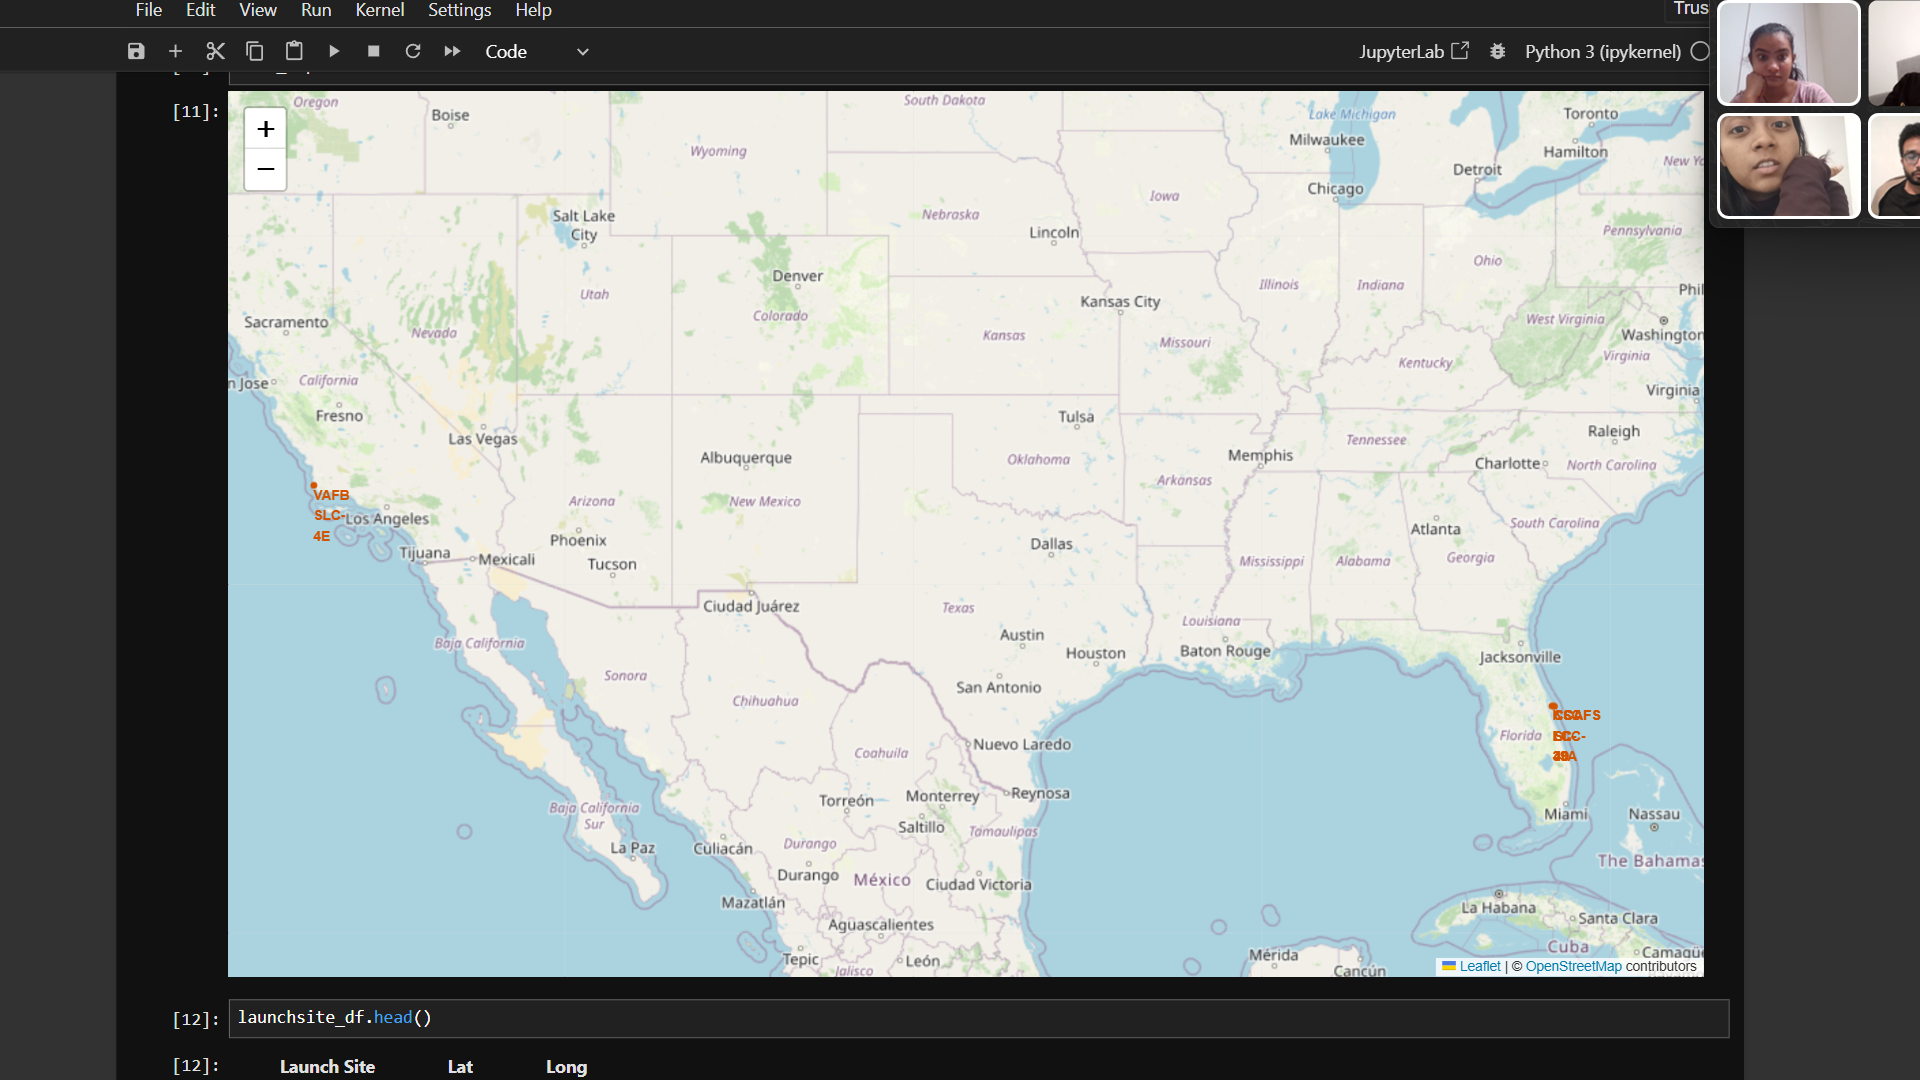 File Edit View Run Kernel Settings Help
Trus
Code
JupyterLab
Python 3 (ipykernel)
[11]:
+
−
Oregon
Boise
South Dakota
Lake Michigan
Toronto
Wyoming
Milwaukee
Hamilton
New Yo
Detroit
Chicago
Iowa
Salt Lake
City
Nebraska
Lincoln
Pennsylvania
Ohio
Denver
Utah
Illinois
Indiana
Phil
Kansas City
Colorado
Sacramento
Nevada
Kansas
Missouri
West Virginia
Washington
Virginia
Kentucky
n Jose
California
Virginia
Fresno
Las Vegas
Tulsa
Raleigh
Albuquerque
Oklahoma
Memphis
Tennessee
Charlotte
North Carolina
Arkansas
VAFB
SLC-
4E
Los Angeles
Arizona
New Mexico
Atlanta
South Carolina
Tijuana
Mexicali
Phoenix
Tucson
Dallas
Mississippi
Alabama
Georgia
Ciudad Juárez
Texas
Louisiana
Baja California
Austin
Houston
Baton Rouge
Jacksonville
Sonora
San Antonio
Chihuahua
Florida
Coahuila
Nuevo Laredo
Torreón
Monterrey
Reynosa
Baja California
Sur
Saltillo
Tamaulipas
Miami
Nassau
La Paz
Culiacán
Durango
Durango
México
Ciudad Victoria
The Bahamas
Mazatlán
Aguascalientes
La Habana
Santa Clara
Tepic
León
Jalisco
Mérida
Cancún
Cuba
Camagüe
Leaflet | © OpenStreetMap contributors
[12]:
launchsite_df.head()
[12]:
Launch Site Lat Long